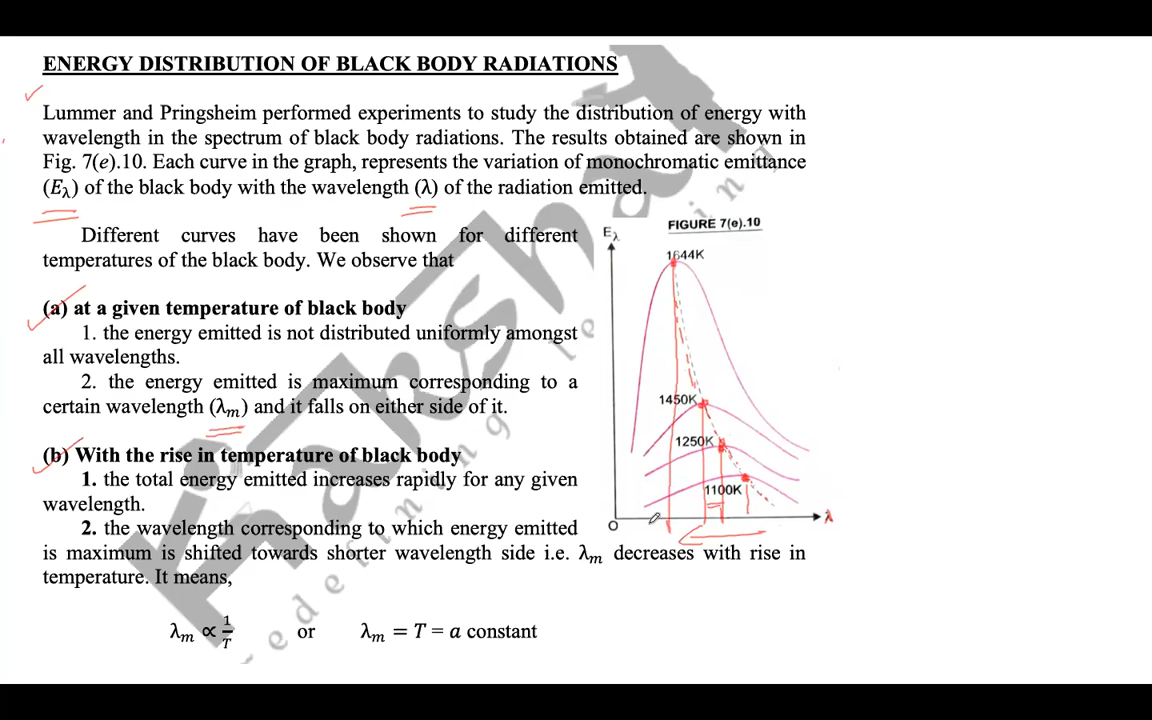 ENERGY DISTRIBUTION OF BLACK BODY RADIATIONS
Lummer and Pringsheim performed experiments to study the distribution of energy with
wavelength in the spectrum of black body radiations. The results obtained are shown in
Fig. 7(e).10. Each curve in the graph, represents the variation of monochromatic emittance
(Eλ) of the black body with the wavelength (λ) of the radiation emitted.
Different curves have been shown for different
temperatures of the black body. We observe that
(a) at a given temperature of black body
1. the energy emitted is not distributed uniformly amongst
all wavelengths.
2. the energy emitted is maximum corresponding to a
certain wavelength (λm) and it falls on either side of it.
(b) With the rise in temperature of black body
1. the total energy emitted increases rapidly for any given
wavelength.
2. the wavelength corresponding to which energy emitted
is maximum is shifted towards shorter wavelength side i.e. λm decreases with rise in
temperature. It means,
λm ∝ 1/T or λm = T = a constant
FIGURE 7(e).10
Eλ
1644K
1450K
1250K
1100K
O
λ